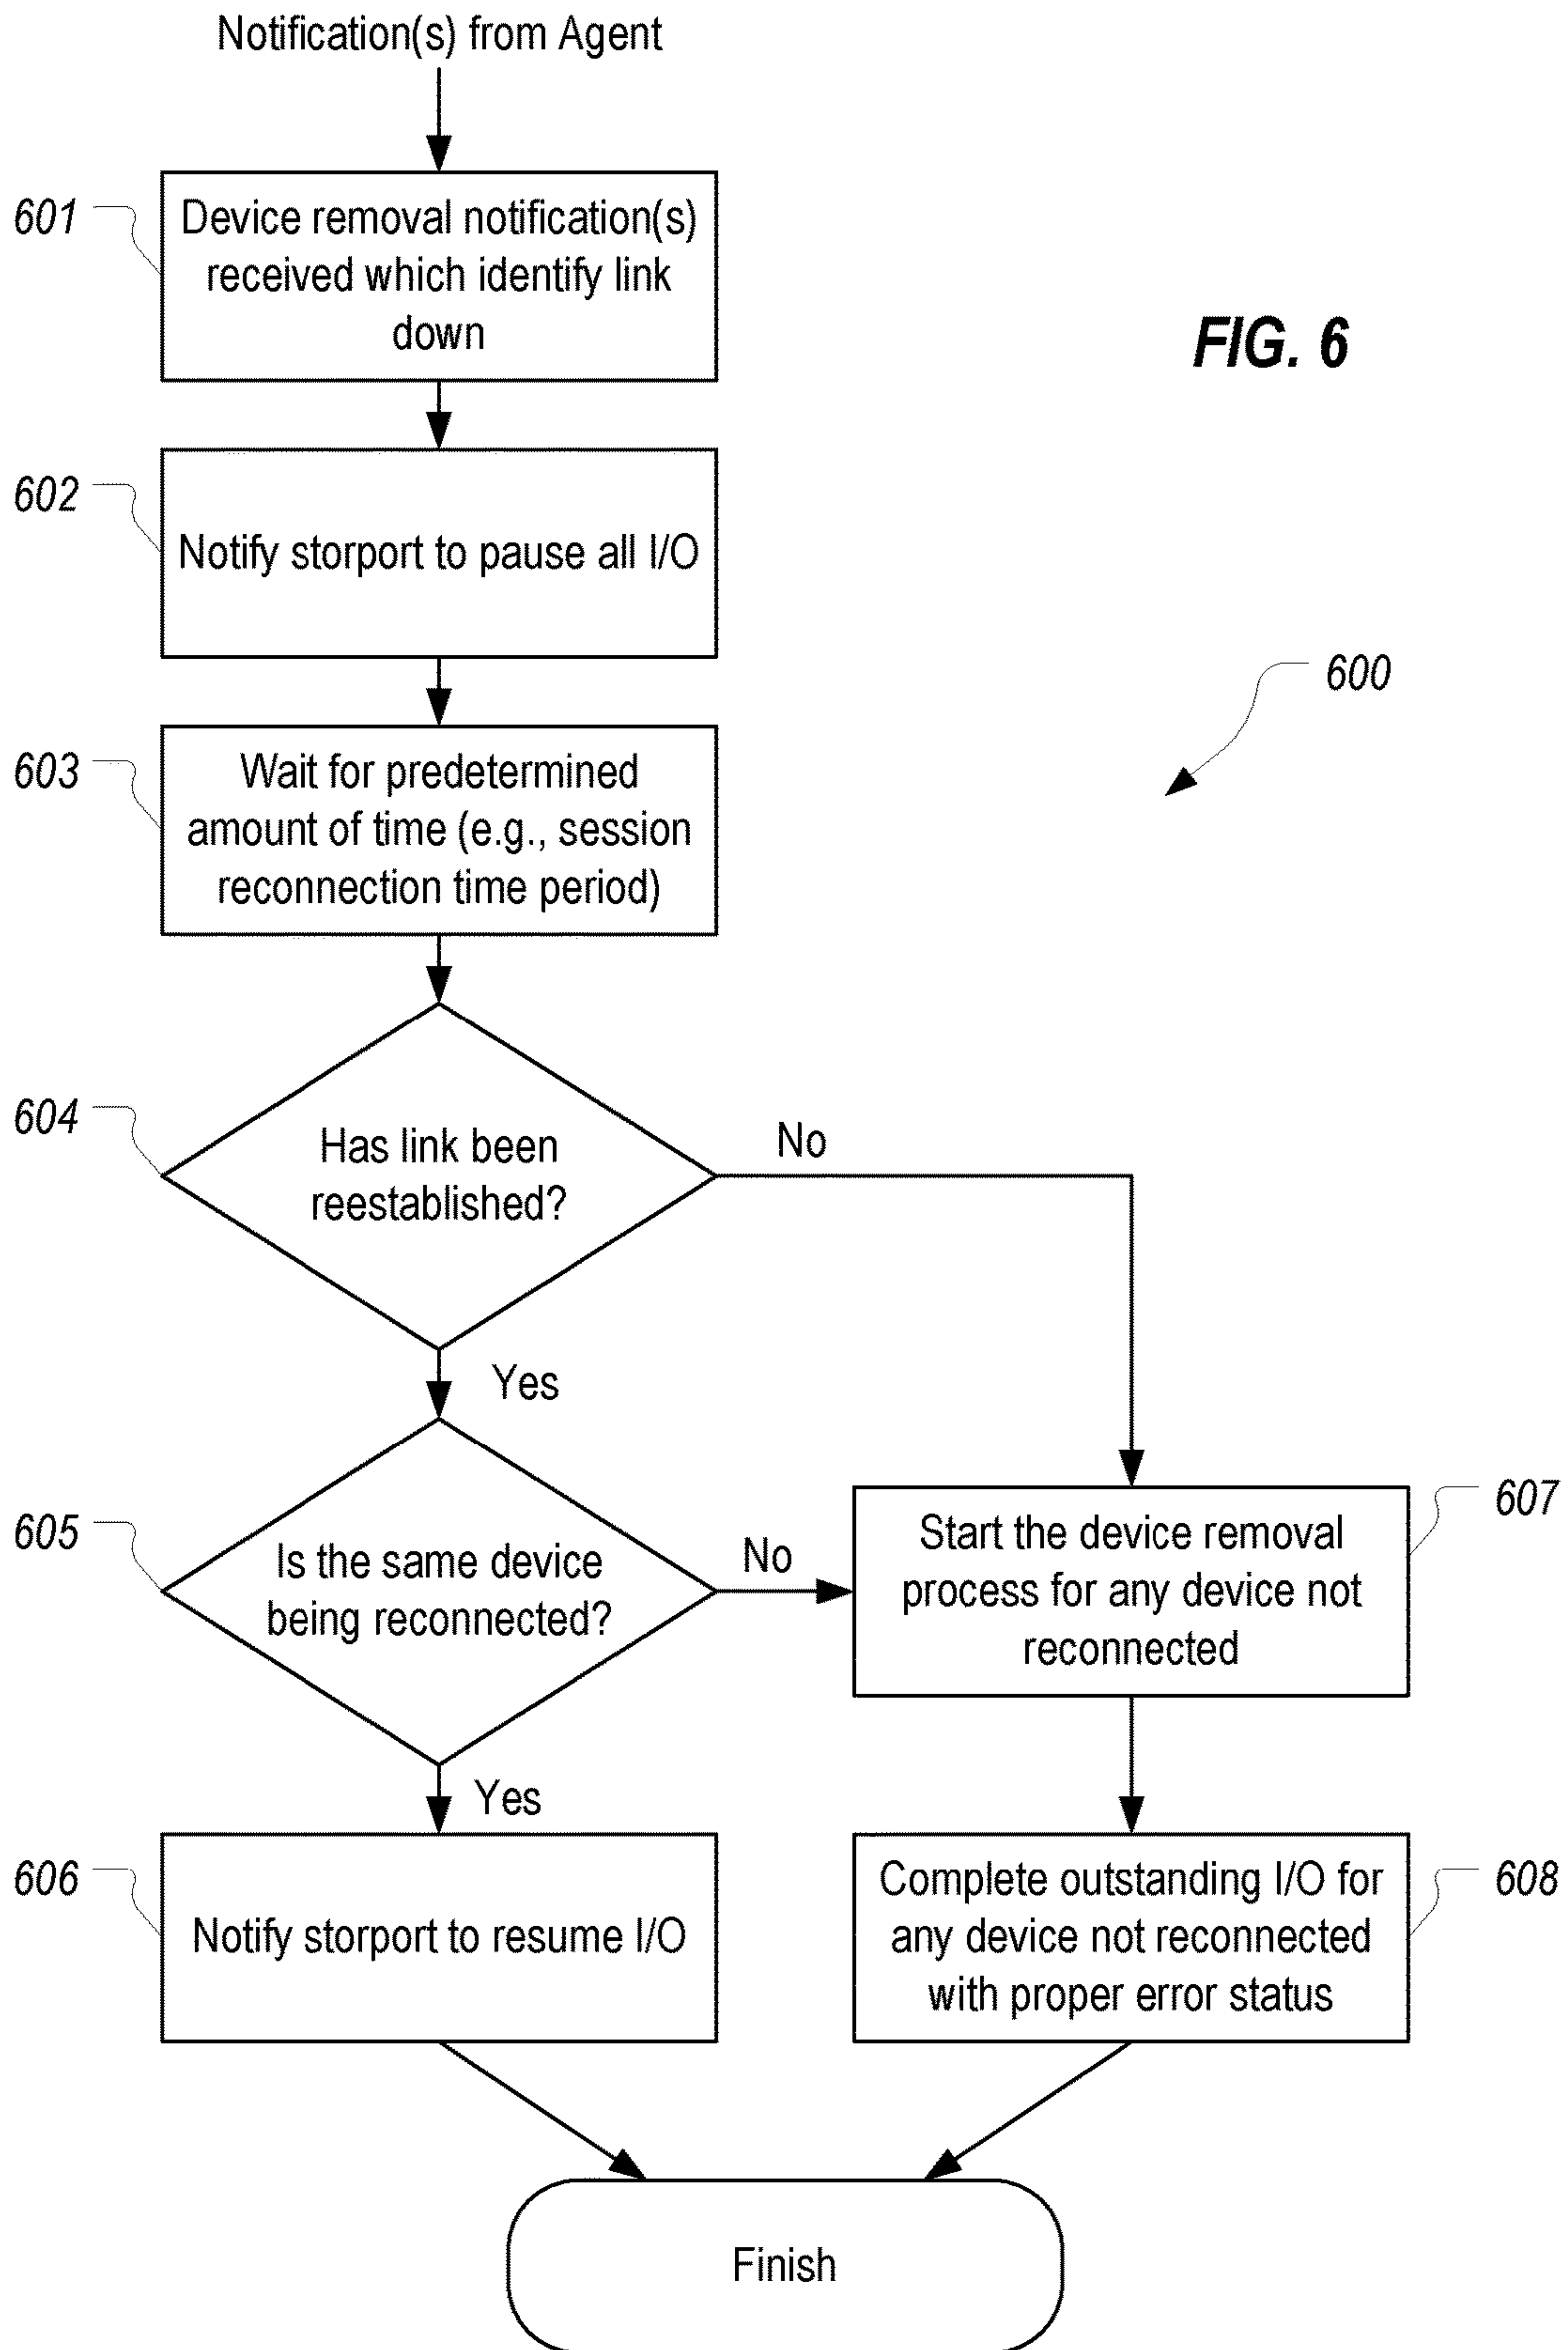 Notification(s) from Agent
601
Device removal notification(s)
received which identify link
down
FIG. 6
602
Notify storport to pause all I/O
600
603
Wait for predetermined
amount of time (e.g., session
reconnection time period)
604
Has link been
reestablished?
No
Yes
605
Is the same device
being reconnected?
No
607
Start the device removal
process for any device not
reconnected
Yes
606
Notify storport to resume I/O
608
Complete outstanding I/O for
any device not reconnected
with proper error status
Finish